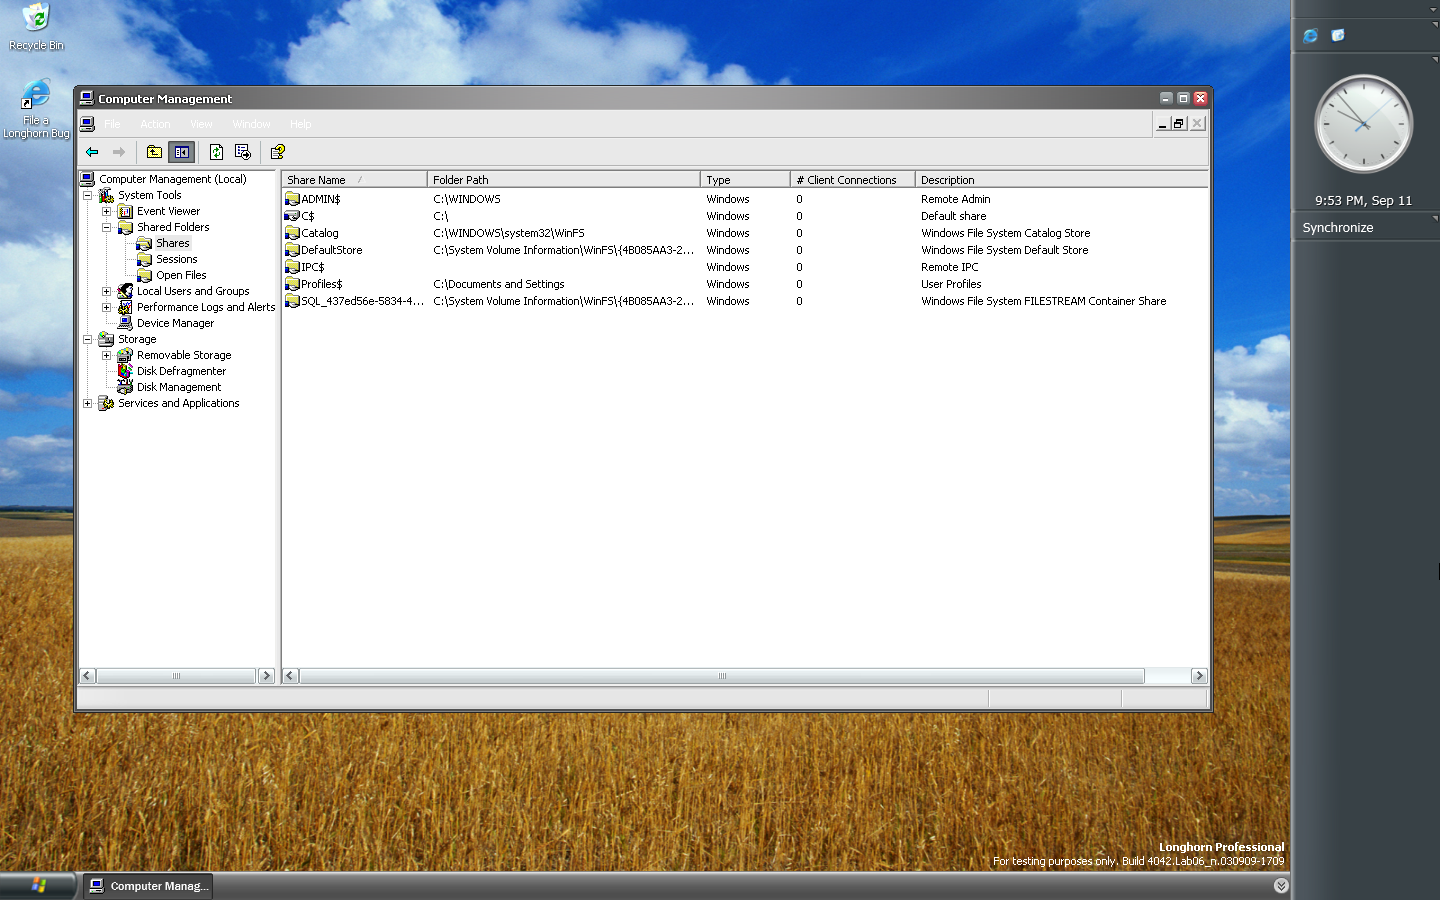 Recycle Bin
File a
Longhorn Bug
Computer Management
File Action View Window Help
Computer Management (Local)
System Tools
Event Viewer
Shared Folders
Shares
Sessions
Open Files
Local Users and Groups
Performance Logs and Alerts
Device Manager
Storage
Removable Storage
Disk Defragmenter
Disk Management
Services and Applications
Share Name Folder Path Type # Client Connections Description
ADMIN$ C:\WINDOWS Windows 0 Remote Admin
C$ C:\ Windows 0 Default share
Catalog C:\WINDOWS\system32\WinFS Windows 0 Windows File System Catalog Store
DefaultStore C:\System Volume Information\WinFS\{4B085AA3-2... Windows 0 Windows File System Default Store
IPC$ Windows 0 Remote IPC
Profiles$ C:\Documents and Settings Windows 0 User Profiles
SQL_437ed56e-5834-4... C:\System Volume Information\WinFS\{4B085AA3-2... Windows 0 Windows File System FILESTREAM Container Share
9:53 PM, Sep 11
Synchronize
Longhorn Professional
For testing purposes only. Build 4042.Lab06_n.030909-1709
Computer Manag...